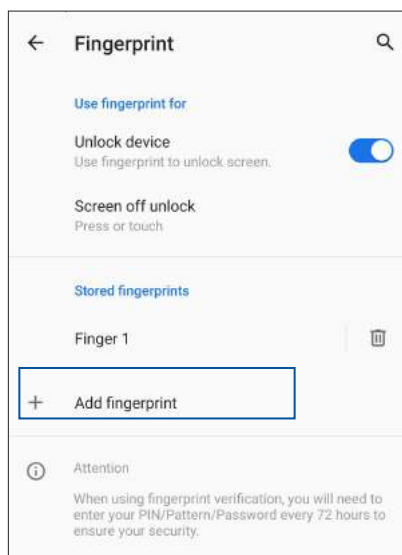 Fingerprint
Use fingerprint for
Unlock device
Use fingerprint to unlock screen.
Screen off unlock
Press or touch
Stored fingerprints
Finger 1
Add fingerprint
Attention
When using fingerprint verification, you will need to
enter your PIN/Pattern/Password every 72 hours to
ensure your security.